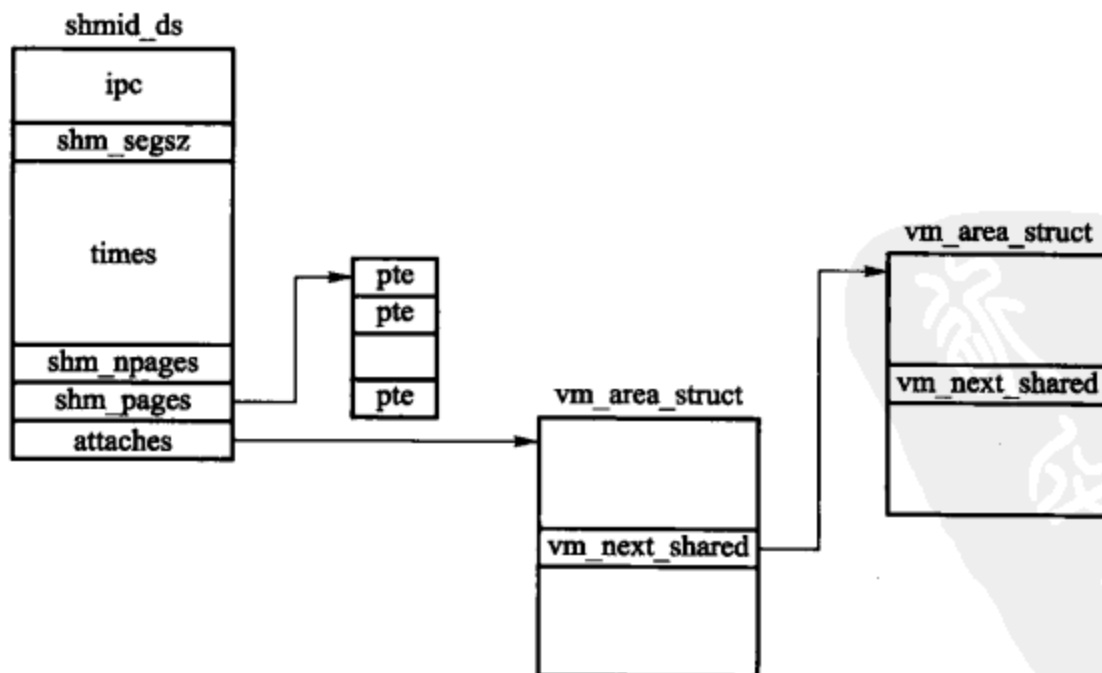 shmid_ds
ipc
shm_segsz
times
shm_npages
shm_pages
attaches
pte
pte
pte
vm_area_struct
vm_next_shared
vm_area_struct
vm_next_shared